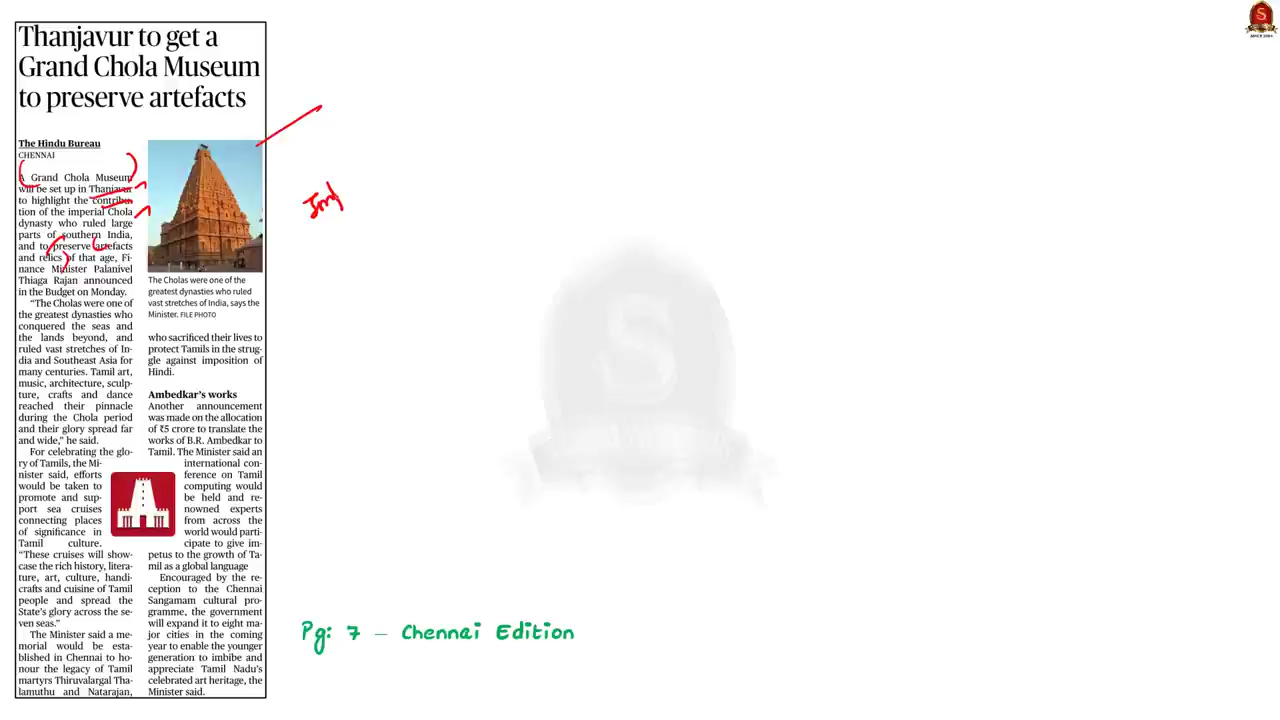 Thanjavur to get a
Grand Chola Museum
to preserve artefacts
The Hindu Bureau
CHENNAI
A Grand Chola Museum
will be set up in Thanjavur
to highlight the contribu-
tion of the imperial Chola
dynasty who ruled large
parts of southern India,
and to preserve artefacts
and relics of that age, Fi-
nance Minister Palanivel
Thiaga Rajan announced
in the Budget on Monday.
“The Cholas were one of
the greatest dynasties who
conquered the seas and
the lands beyond, and
ruled vast stretches of In-
dia and Southeast Asia for
many centuries. Tamil art,
music, architecture, sculp-
ture, crafts and dance
reached their pinnacle
during the Chola period
and their glory spread far
and wide,” he said.
For celebrating the glo-
ry of Tamils, the Mi-
nister said, efforts
would be taken to
promote and sup-
port sea cruises
connecting places
of significance in
Tamil culture.
“These cruises will show-
case the rich history, litera-
ture, art, culture, handi-
crafts and cuisine of Tamil
people and spread the
State’s glory across the se-
ven seas.”
The Minister said a me-
morial would be esta-
blished in Chennai to ho-
nour the legacy of Tamil
martyrs Thiruvalargal Tha-
lamuthu and Natarajan,
The Cholas were one of the
greatest dynasties who ruled
vast stretches of India, says the
Minister. FILE PHOTO
who sacrificed their lives to
protect Tamils in the strug-
gle against imposition of
Hindi.
Ambedkar’s works
Another announcement
was made on the allocation
of ₹5 crore to translate the
works of B.R. Ambedkar to
Tamil. The Minister said an
international con-
ference on Tamil
computing would
be held and re-
nowned experts
from across the
world would parti-
cipate to give im-
petus to the growth of Ta-
mil as a global language
Encouraged by the re-
ception to the Chennai
Sangamam cultural pro-
gramme, the government
will expand it to eight ma-
jor cities in the coming
year to enable the younger
generation to imbibe and
appreciate Tamil Nadu’s
celebrated art heritage, the
Minister said.
Imp
Pg: 7 – Chennai Edition
S
SINCE 2004